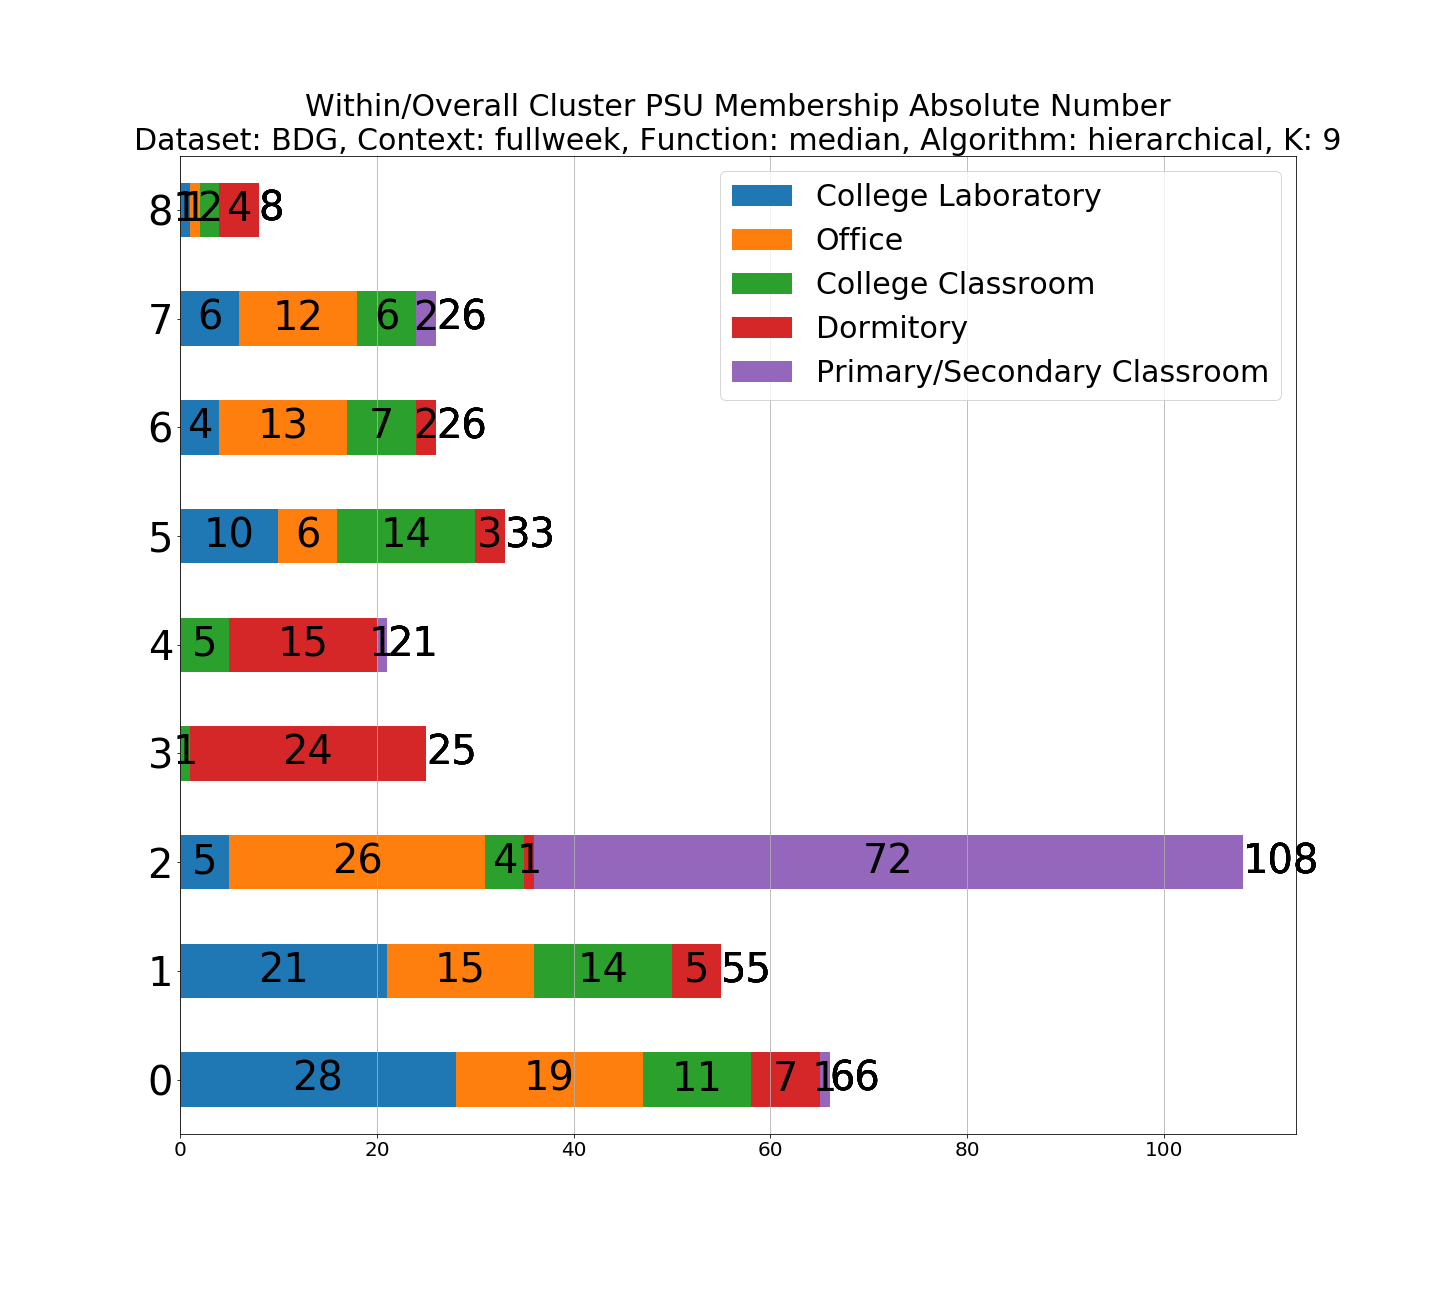 Within/Overall Cluster PSU Membership Absolute Number
Dataset: BDG, Context: fullweek, Function: median, Algorithm: hierarchical, K: 9
College Laboratory
Office
College Classroom
Dormitory
Primary/Secondary Classroom
8 1 1 2 4 8
7 6 12 6 2 26
6 4 13 7 2 26
5 10 6 14 3 33
4 5 15 1 21
3 1 24 25
2 5 26 4 1 72 108
1 21 15 14 5 55
0 28 19 11 7 1 66
0 20 40 60 80 100